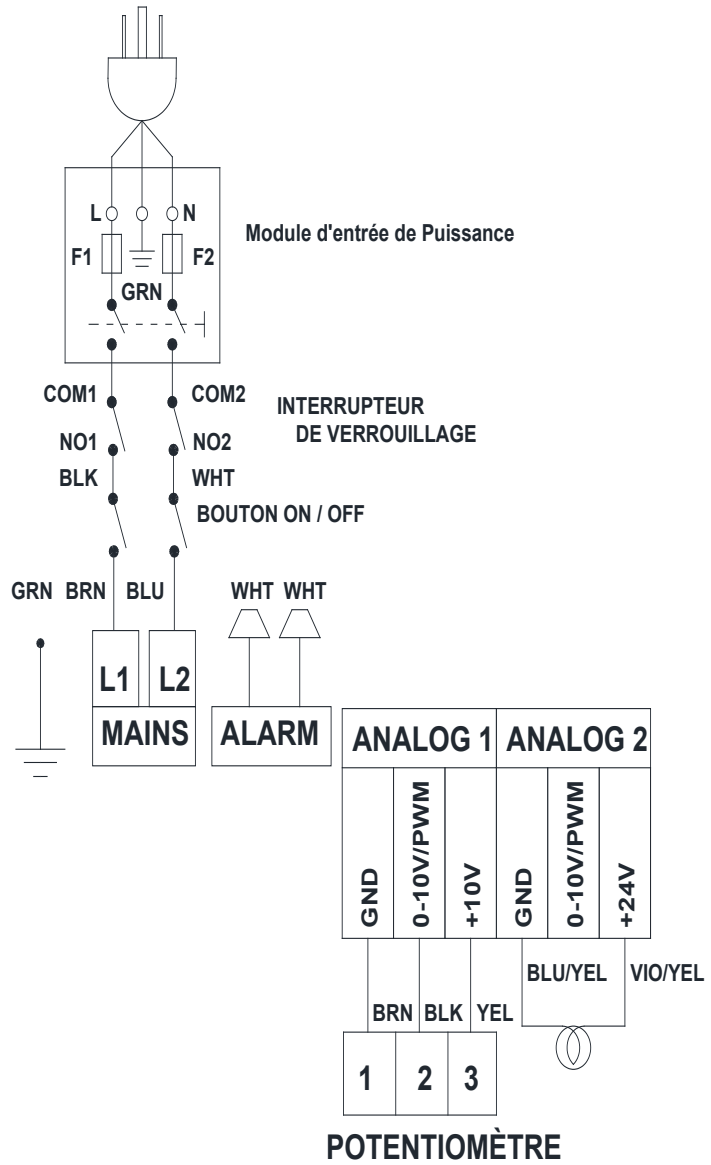 L N
F1 F2
Module d'entrée de Puissance
GRN
COM1 COM2
INTERRUPTEUR
DE VERROUILLAGE
NO1 NO2
BLK WHT
BOUTON ON / OFF
GRN BRN BLU WHT WHT
L1 L2
MAINS ALARM
ANALOG 1 ANALOG 2
GND 0-10V/PWM +10V GND 0-10V/PWM +24V
BLU/YEL VIO/YEL
BRN BLK YEL
1 2 3
POTENTIOMÈTRE